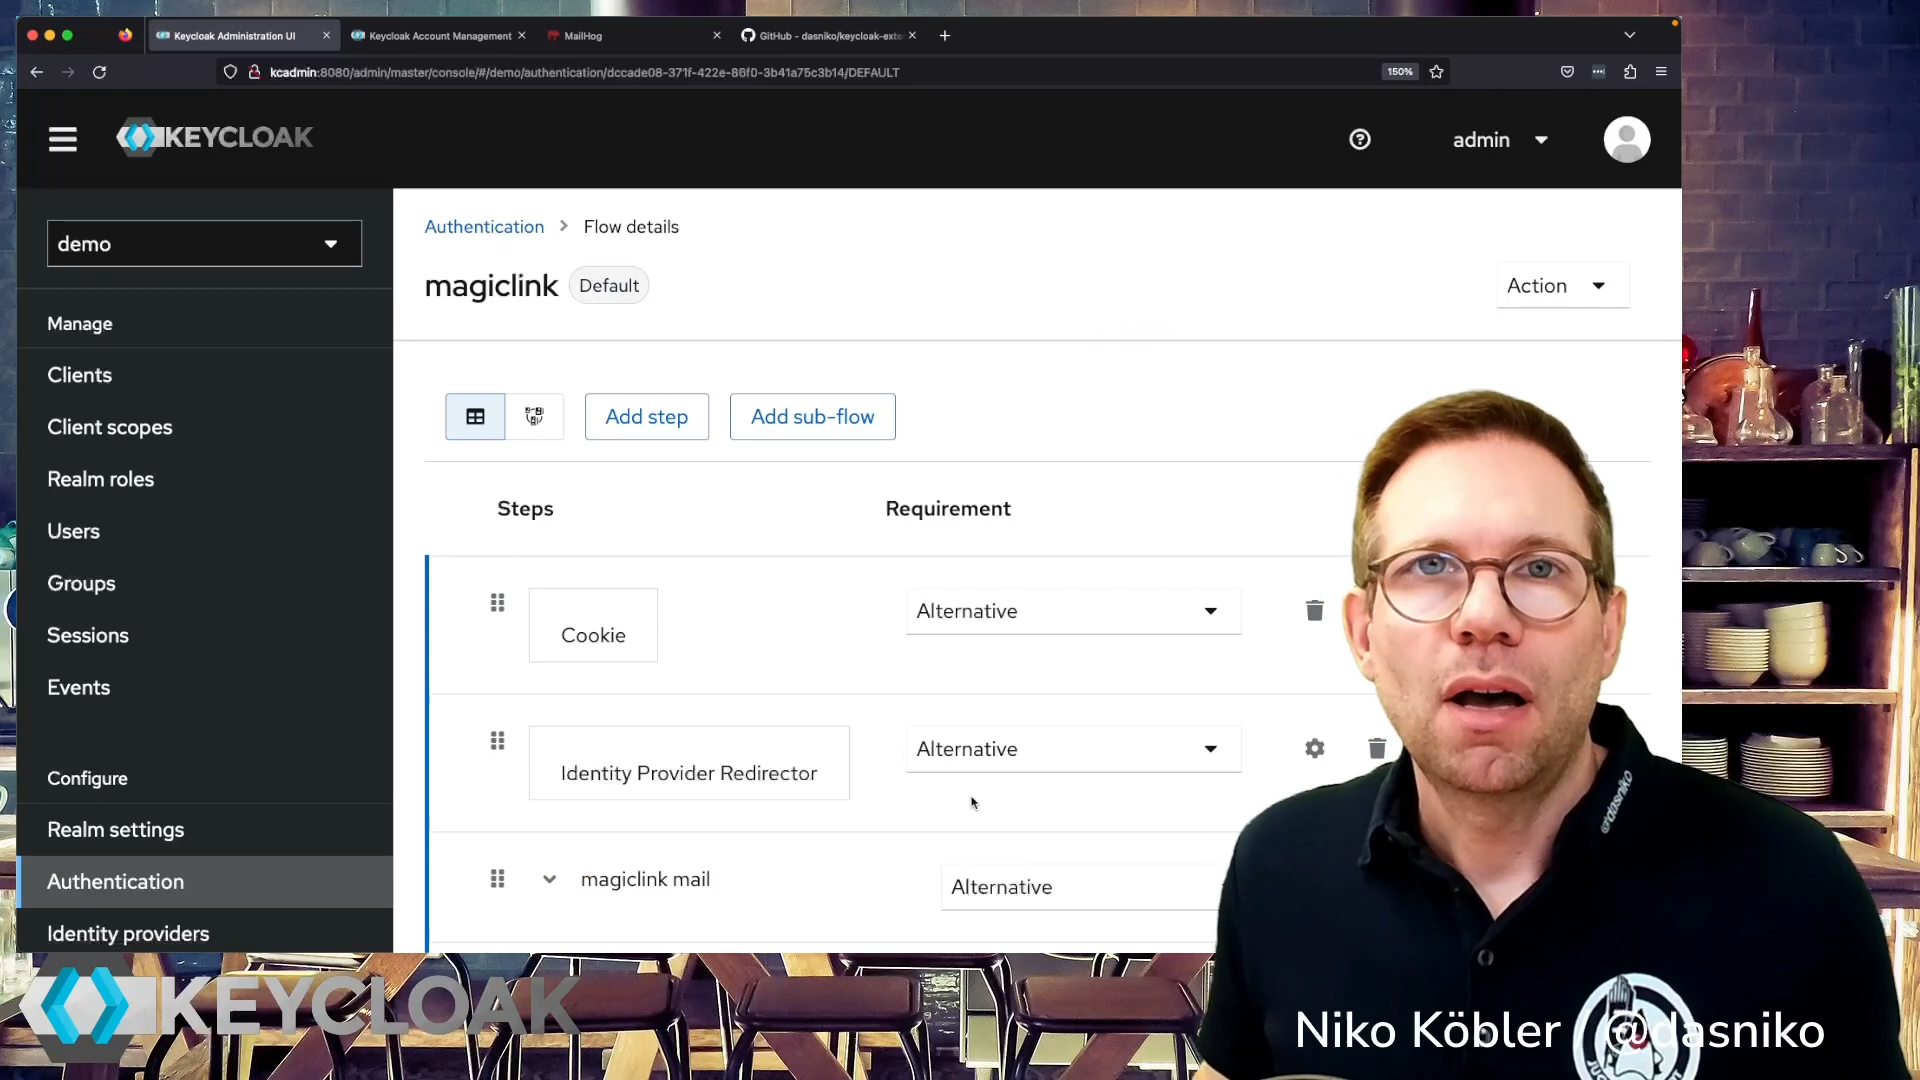 Keycloak Administration UI
Keycloak Account Management
MailHog
GitHub - dasniko/keycloak-exte
kcadmin:8080/admin/master/console/#/demo/authentication/dccade08-371f-422e-86f0-3b41a75c3b14/DEFAULT
150%
KEYCLOAK
admin
demo
Manage
Clients
Client scopes
Realm roles
Users
Groups
Sessions
Events
Configure
Realm settings
Authentication
Identity providers
Authentication > Flow details
magiclink Default
Action
Add step
Add sub-flow
Steps
Requirement
Cookie
Alternative
Identity Provider Redirector
Alternative
magiclink mail
Alternative
@dasniko
KEYCLOAK
Niko Köbler / @dasniko